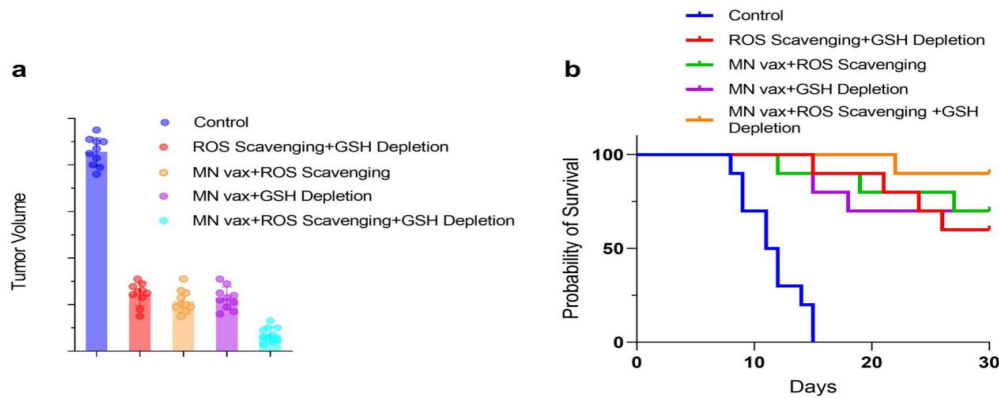 a
Tumor Volume
Control
ROS Scavenging+GSH Depletion
MN vax+ROS Scavenging
MN vax+GSH Depletion
MN vax+ROS Scavenging+GSH Depletion
b
Control
ROS Scavenging+GSH Depletion
MN vax+ROS Scavenging
MN vax+GSH Depletion
MN vax+ROS Scavenging +GSH
Depletion
Probability of Survival
100
50
0
0 10 20 30
Days